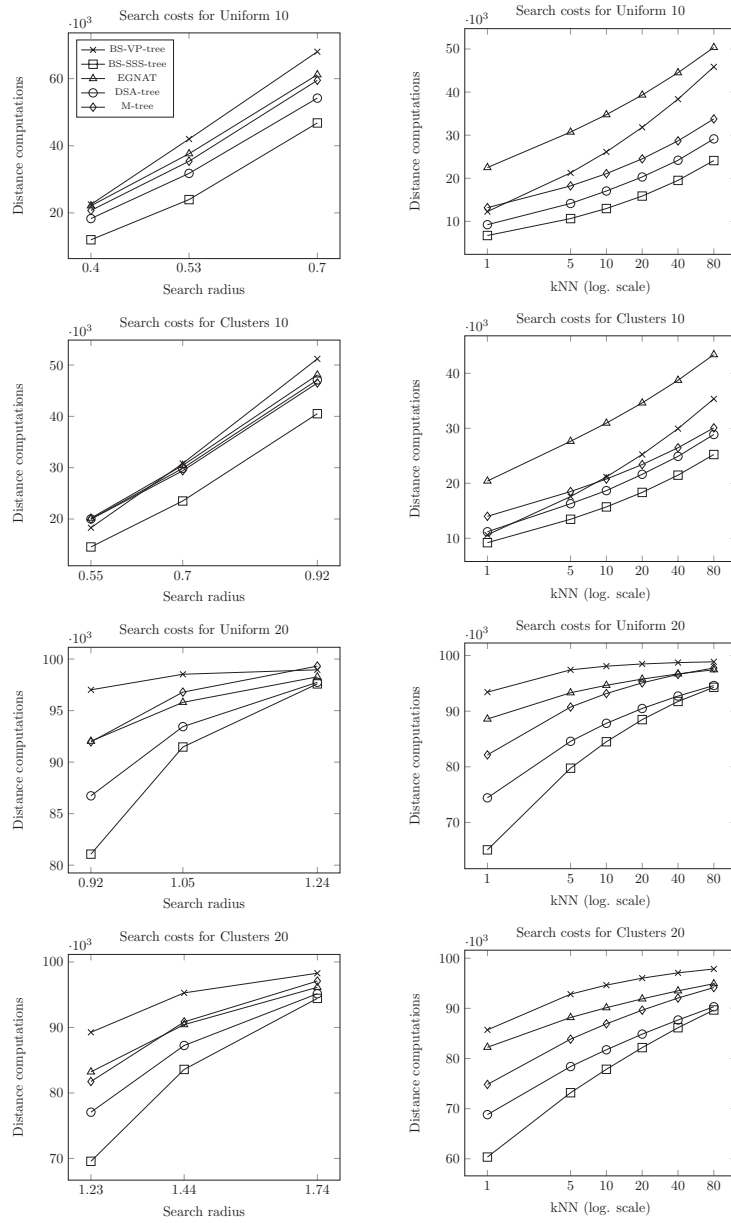 Search costs for Uniform 10
·10³
Distance computations
60
40
20
0.4
0.53
0.7
Search radius
BS-VP-tree
BS-SSS-tree
EGNAT
DSA-tree
M-tree
Search costs for Uniform 10
·10³
Distance computations
50
40
30
20
10
1
5
10
20
40
80
kNN (log. scale)
Search costs for Clusters 10
·10³
Distance computations
50
40
30
20
0.55
0.7
0.92
Search radius
Search costs for Clusters 10
·10³
Distance computations
40
30
20
10
1
5
10
20
40
80
kNN (log. scale)
Search costs for Uniform 20
·10³
Distance computations
100
95
90
85
80
0.92
1.05
1.24
Search radius
Search costs for Uniform 20
·10³
Distance computations
100
90
80
70
1
5
10
20
40
80
kNN (log. scale)
Search costs for Clusters 20
·10³
Distance computations
100
90
80
70
1.23
1.44
1.74
Search radius
Search costs for Clusters 20
·10³
Distance computations
100
90
80
70
60
1
5
10
20
40
80
kNN (log. scale)